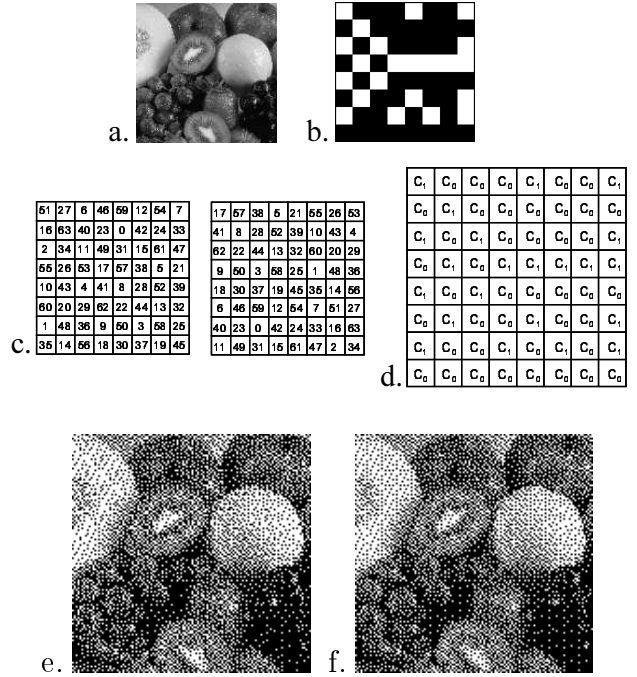 a.
b.
51 27 6 46 59 12 54 7
16 63 40 23 0 42 24 33
2 34 11 49 31 15 61 47
55 26 53 17 57 38 5 21
10 43 4 41 8 28 52 39
60 20 29 62 22 44 13 32
1 48 36 9 50 3 58 25
35 14 56 18 30 37 19 45
17 57 38 5 21 55 26 53
41 8 28 52 39 10 43 4
62 22 44 13 32 60 20 29
9 50 3 58 25 1 48 36
18 30 37 19 45 35 14 56
6 46 59 12 54 7 51 27
40 23 0 42 24 33 16 63
11 49 31 15 61 47 2 34
c.
C₁ C₀ C₀ C₀ C₁ C₀ C₀ C₁
C₀ C₁ C₀ C₀ C₀ C₀ C₀ C₁
C₁ C₀ C₁ C₀ C₀ C₀ C₀ C₁
C₀ C₁ C₀ C₁ C₁ C₁ C₁ C₁
C₁ C₀ C₁ C₀ C₀ C₀ C₀ C₀
C₀ C₁ C₀ C₀ C₁ C₀ C₀ C₁
C₁ C₀ C₀ C₁ C₀ C₁ C₀ C₁
C₀ C₀ C₀ C₀ C₀ C₀ C₀ C₀
d.
e.
f.